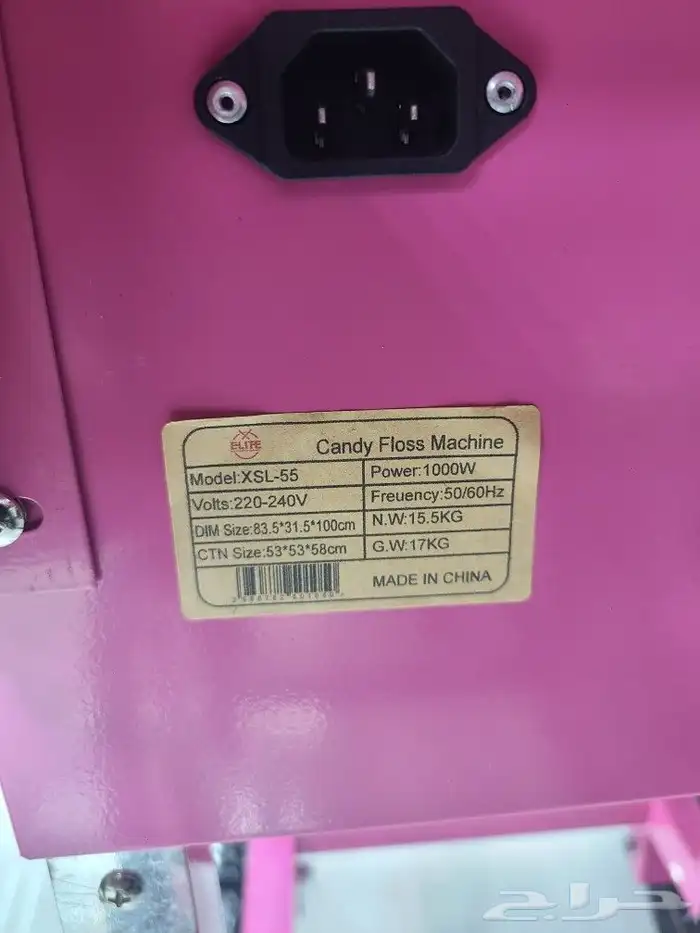 ELITE
Candy Floss Machine
Model:XSL-55
Power:1000W
Volts:220-240V
Freuency:50/60Hz
DIM Size:83.5*31.5*100cm
N.W:15.5KG
CTN Size:53*53*58cm
G.W:17KG
MADE IN CHINA
حراج